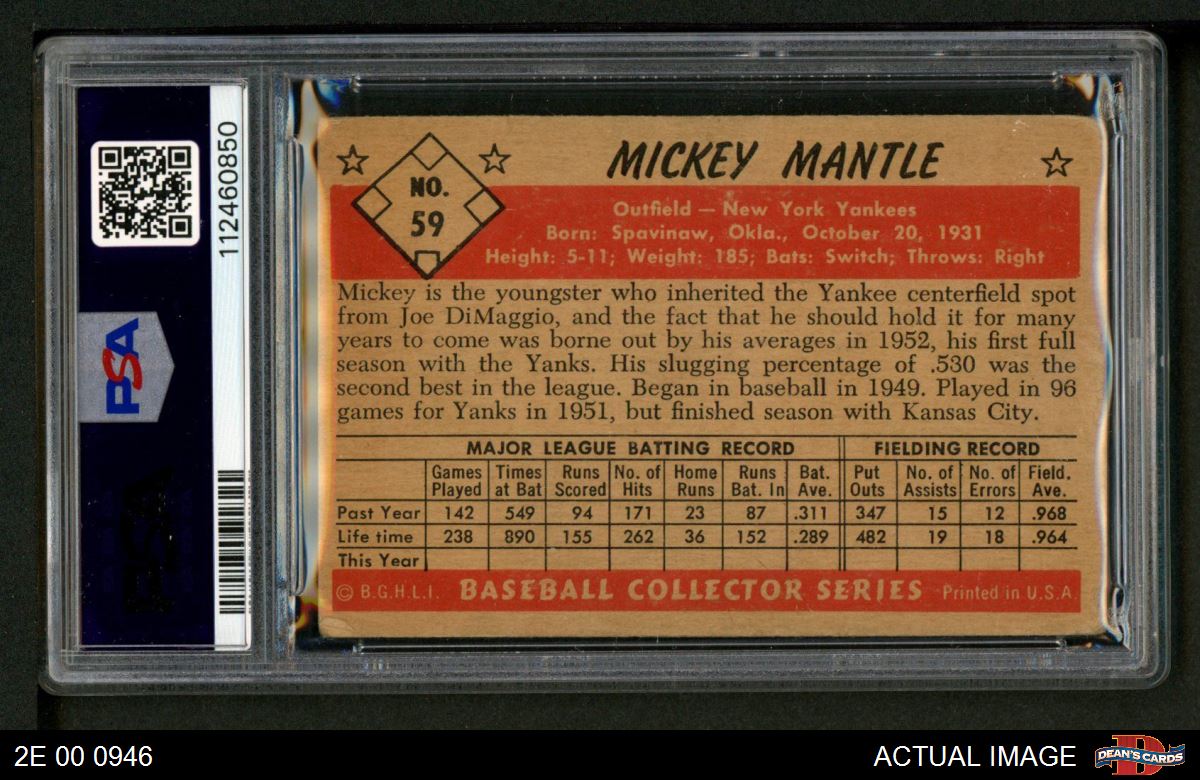 112460850
PSA
PSA
NO.
59
MICKEY MANTLE
Outfield — New York Yankees
Born: Spavinaw, Okla., October 20, 1931
Height: 5-11; Weight: 185; Bats: Switch; Throws: Right
Mickey is the youngster who inherited the Yankee centerfield spot
from Joe DiMaggio, and the fact that he should hold it for many
years to come was borne out by his averages in 1952, his first full
season with the Yanks. His slugging percentage of .530 was the
second best in the league. Began in baseball in 1949. Played in 96
games for Yanks in 1951, but finished season with Kansas City.
MAJOR LEAGUE BATTING RECORD FIELDING RECORD
Games Times Runs No. of Home Runs Bat. Put No. of No. of Field.
Played at Bat Scored Hits Runs Bat. In Ave. Outs Assists Errors Ave.
Past Year 142 549 94 171 23 87 .311 347 15 12 .968
Life time 238 890 155 262 36 152 .289 482 19 18 .964
This Year
© B.G.H.L.I. BASEBALL COLLECTOR SERIES Printed in U.S.A.
2E 00 0946 ACTUAL IMAGE DEAN'S CARDS